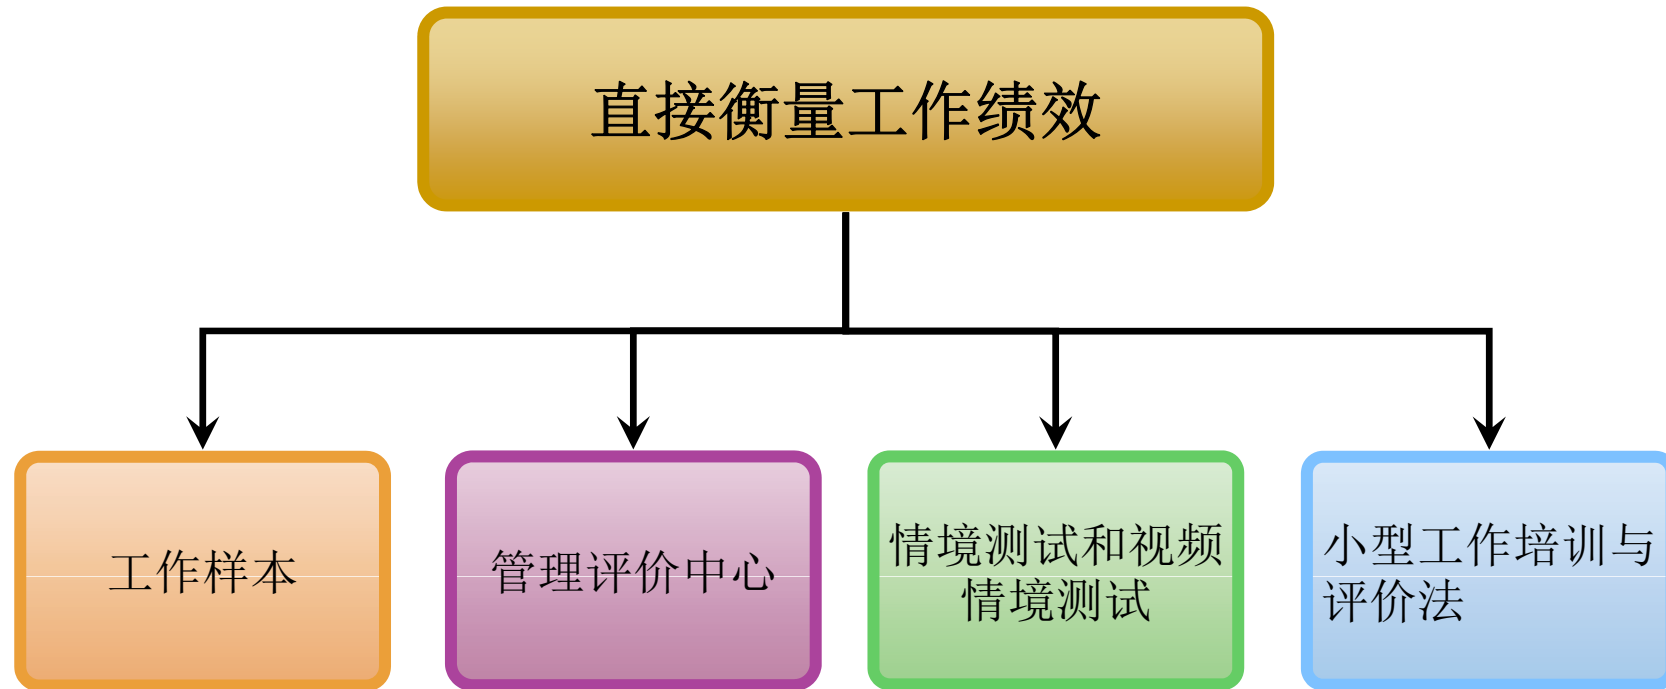 直接衡量工作绩效
工作样本
管理评价中心
情境测试和视频
情境测试
小型工作培训与
评价法